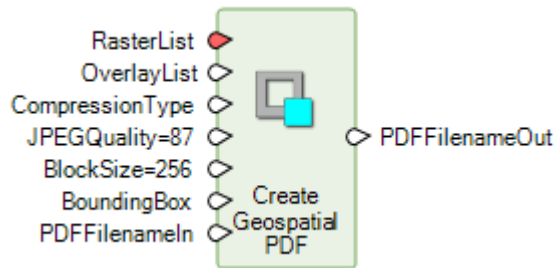 RasterList
OverlayList
CompressionType
JPEGQuality=87
BlockSize=256
BoundingBox
PDFFilenameIn
Create
Geospatial
PDF
PDFFilenameOut